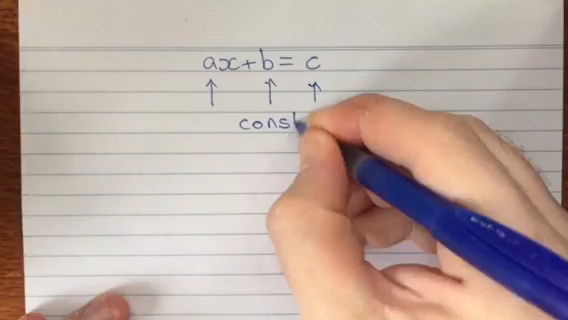 ax+b = c
↑ ↑ ↑
cons